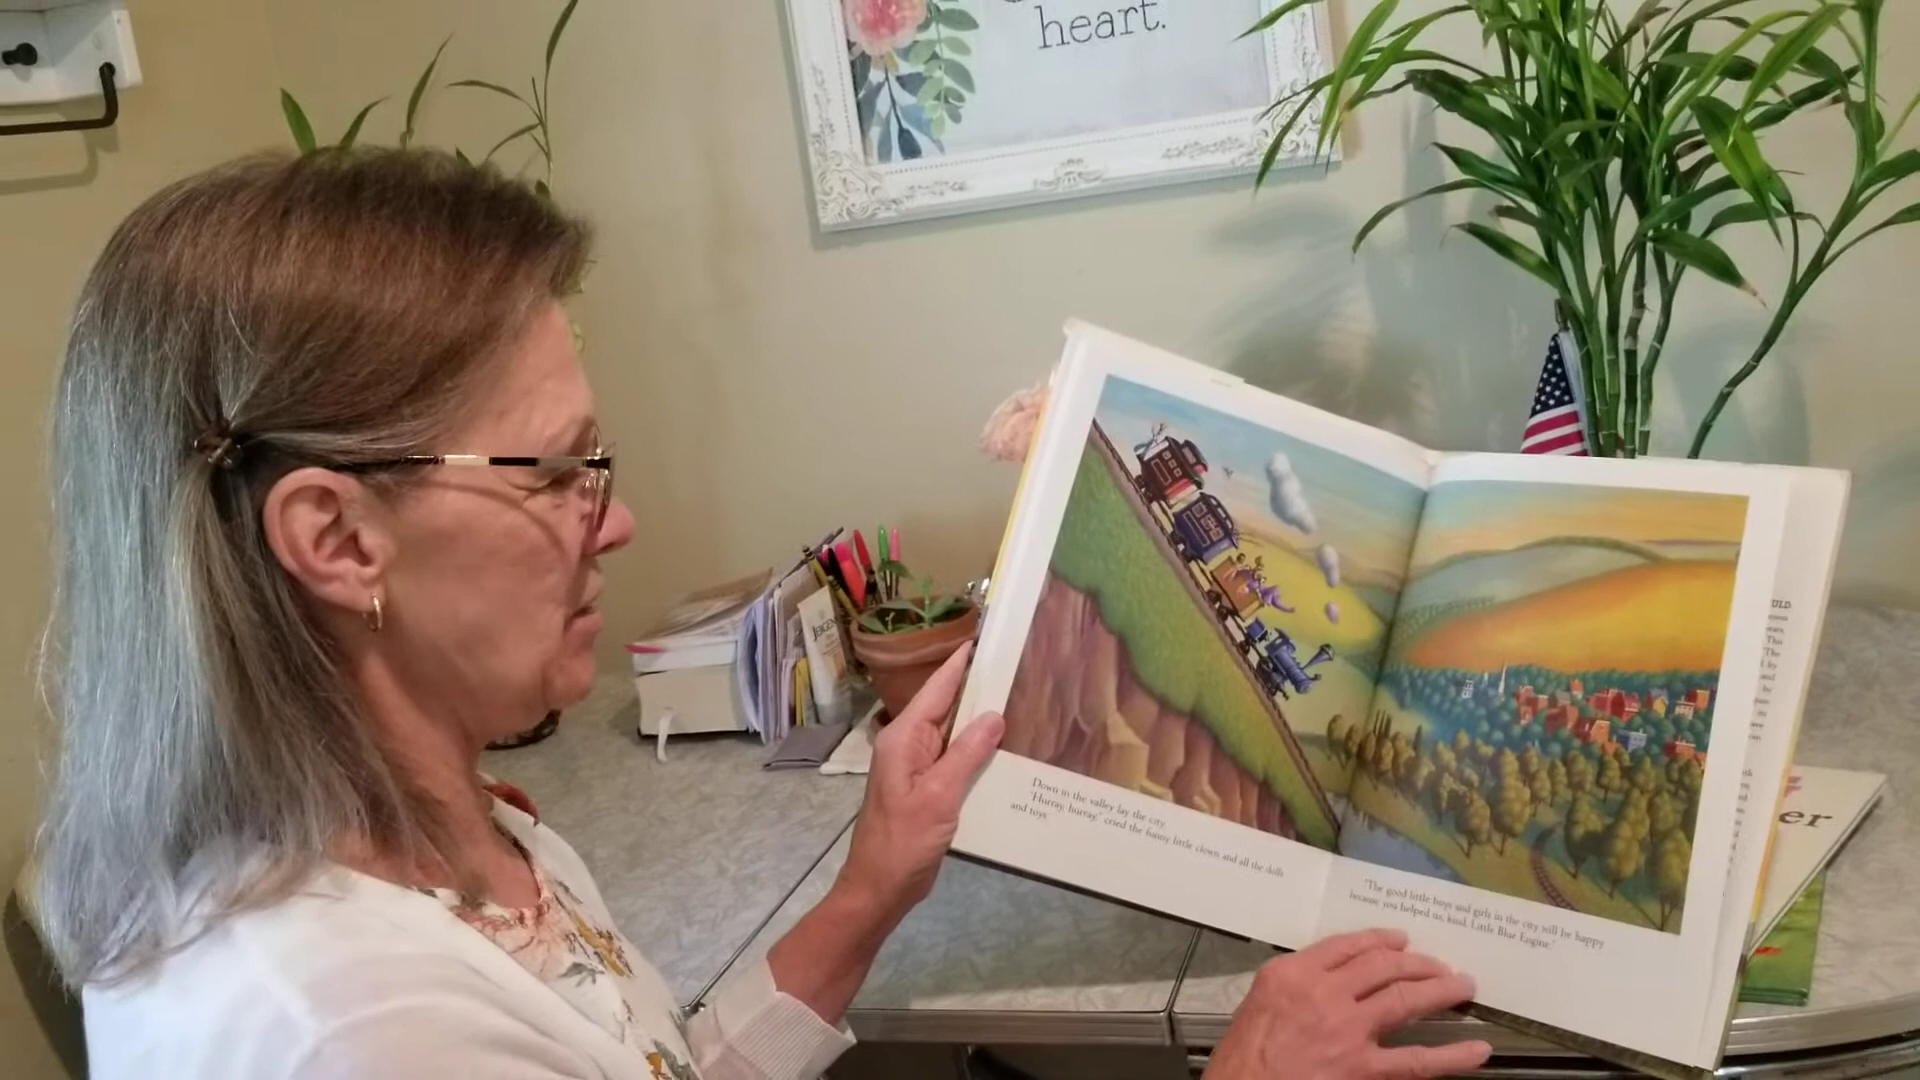 heart.
Down in the valley lay the city.
"Hurray, hurray," cried the funny little clown and all the dolls
and toys.
"The good little boys and girls in the city will be happy
because you helped us, kind, Little Blue Engine."
ULD
er